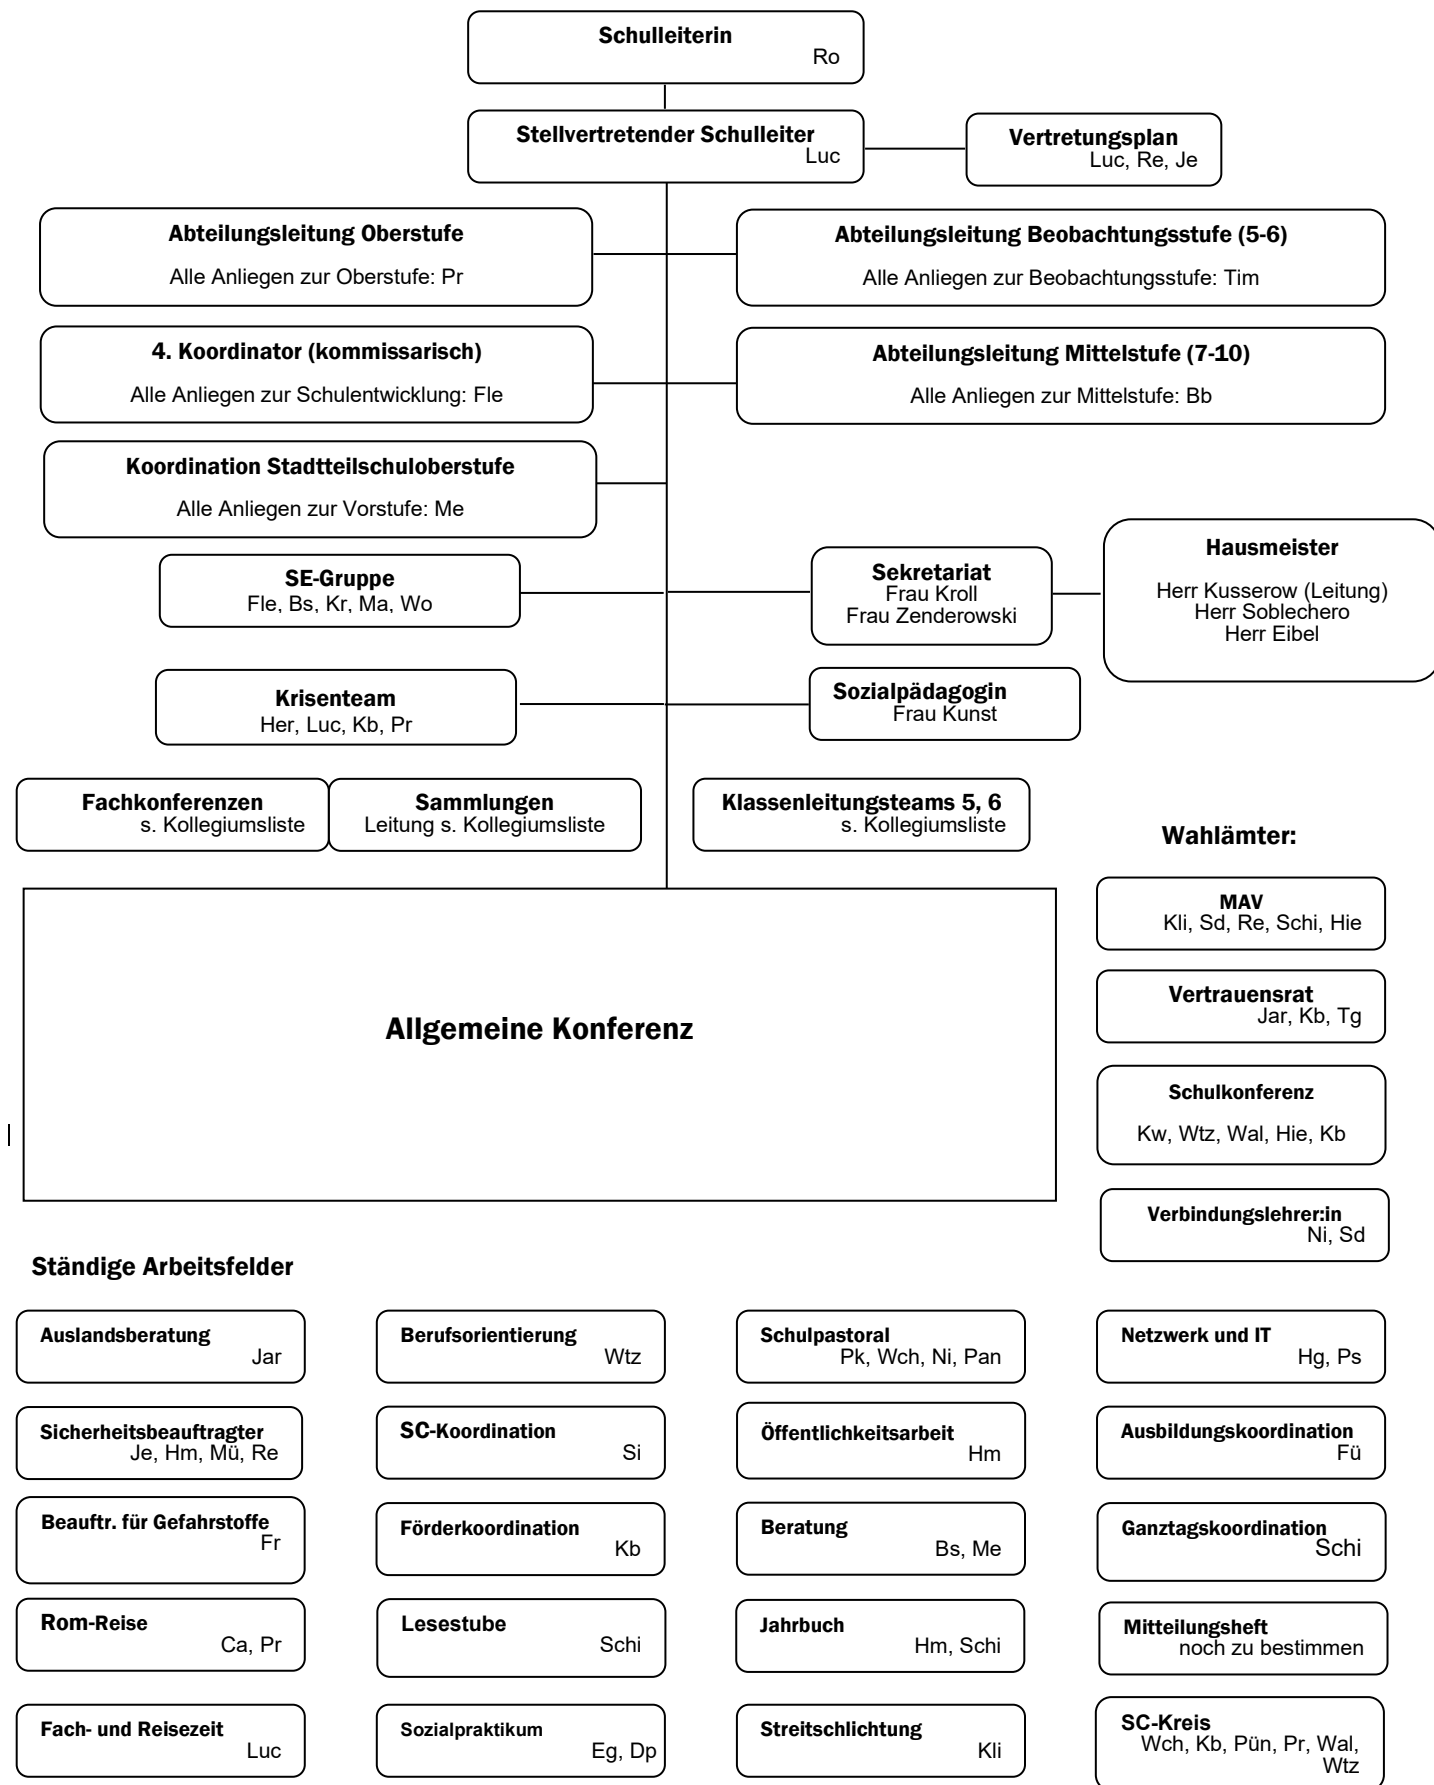 Schulleiterin
Ro
Stellvertretender Schulleiter
Luc
Vertretungsplan
Luc, Re, Je
Abteilungsleitung Oberstufe
Alle Anliegen zur Oberstufe: Pr
Abteilungsleitung Beobachtungsstufe (5-6)
Alle Anliegen zur Beobachtungsstufe: Tim
4. Koordinator (kommissarisch)
Alle Anliegen zur Schulentwicklung: Fle
Abteilungsleitung Mittelstufe (7-10)
Alle Anliegen zur Mittelstufe: Bb
Koordination Stadtteilschuloberstufe
Alle Anliegen zur Vorstufe: Me
SE-Gruppe
Fle, Bs, Kr, Ma, Wo
Sekretariat
Frau Kroll
Frau Zenderowski
Hausmeister
Herr Kusserow (Leitung)
Herr Soblechero
Herr Eibel
Krisenteam
Her, Luc, Kb, Pr
Sozialpädagogin
Frau Kunst
Fachkonferenzen
s. Kollegiumsliste
Sammlungen
Leitung s. Kollegiumsliste
Klassenleitungsteams 5, 6
s. Kollegiumsliste
Wahlämter:
MAV
Kli, Sd, Re, Schi, Hie
Vertrauensrat
Jar, Kb, Tg
Allgemeine Konferenz
Schulkonferenz
Kw, Wtz, Wal, Hie, Kb
Verbindungslehrer:in
Ni, Sd
Ständige Arbeitsfelder
Auslandsberatung
Jar
Berufsorientierung
Wtz
Schulpastoral
Pk, Wch, Ni, Pan
Netzwerk und IT
Hg, Ps
Sicherheitsbeauftragter
Je, Hm, Mü, Re
SC-Koordination
Si
Öffentlichkeitsarbeit
Hm
Ausbildungskoordination
Fü
Beauftr. für Gefahrstoffe
Fr
Förderkoordination
Kb
Beratung
Bs, Me
Ganztagskoordination
Schi
Rom-Reise
Ca, Pr
Lesestube
Schi
Jahrbuch
Hm, Schi
Mitteilungsheft
noch zu bestimmen
Fach- und Reisezeit
Luc
Sozialpraktikum
Eg, Dp
Streitschlichtung
Kli
SC-Kreis
Wch, Kb, Pün, Pr, Wal,
Wtz